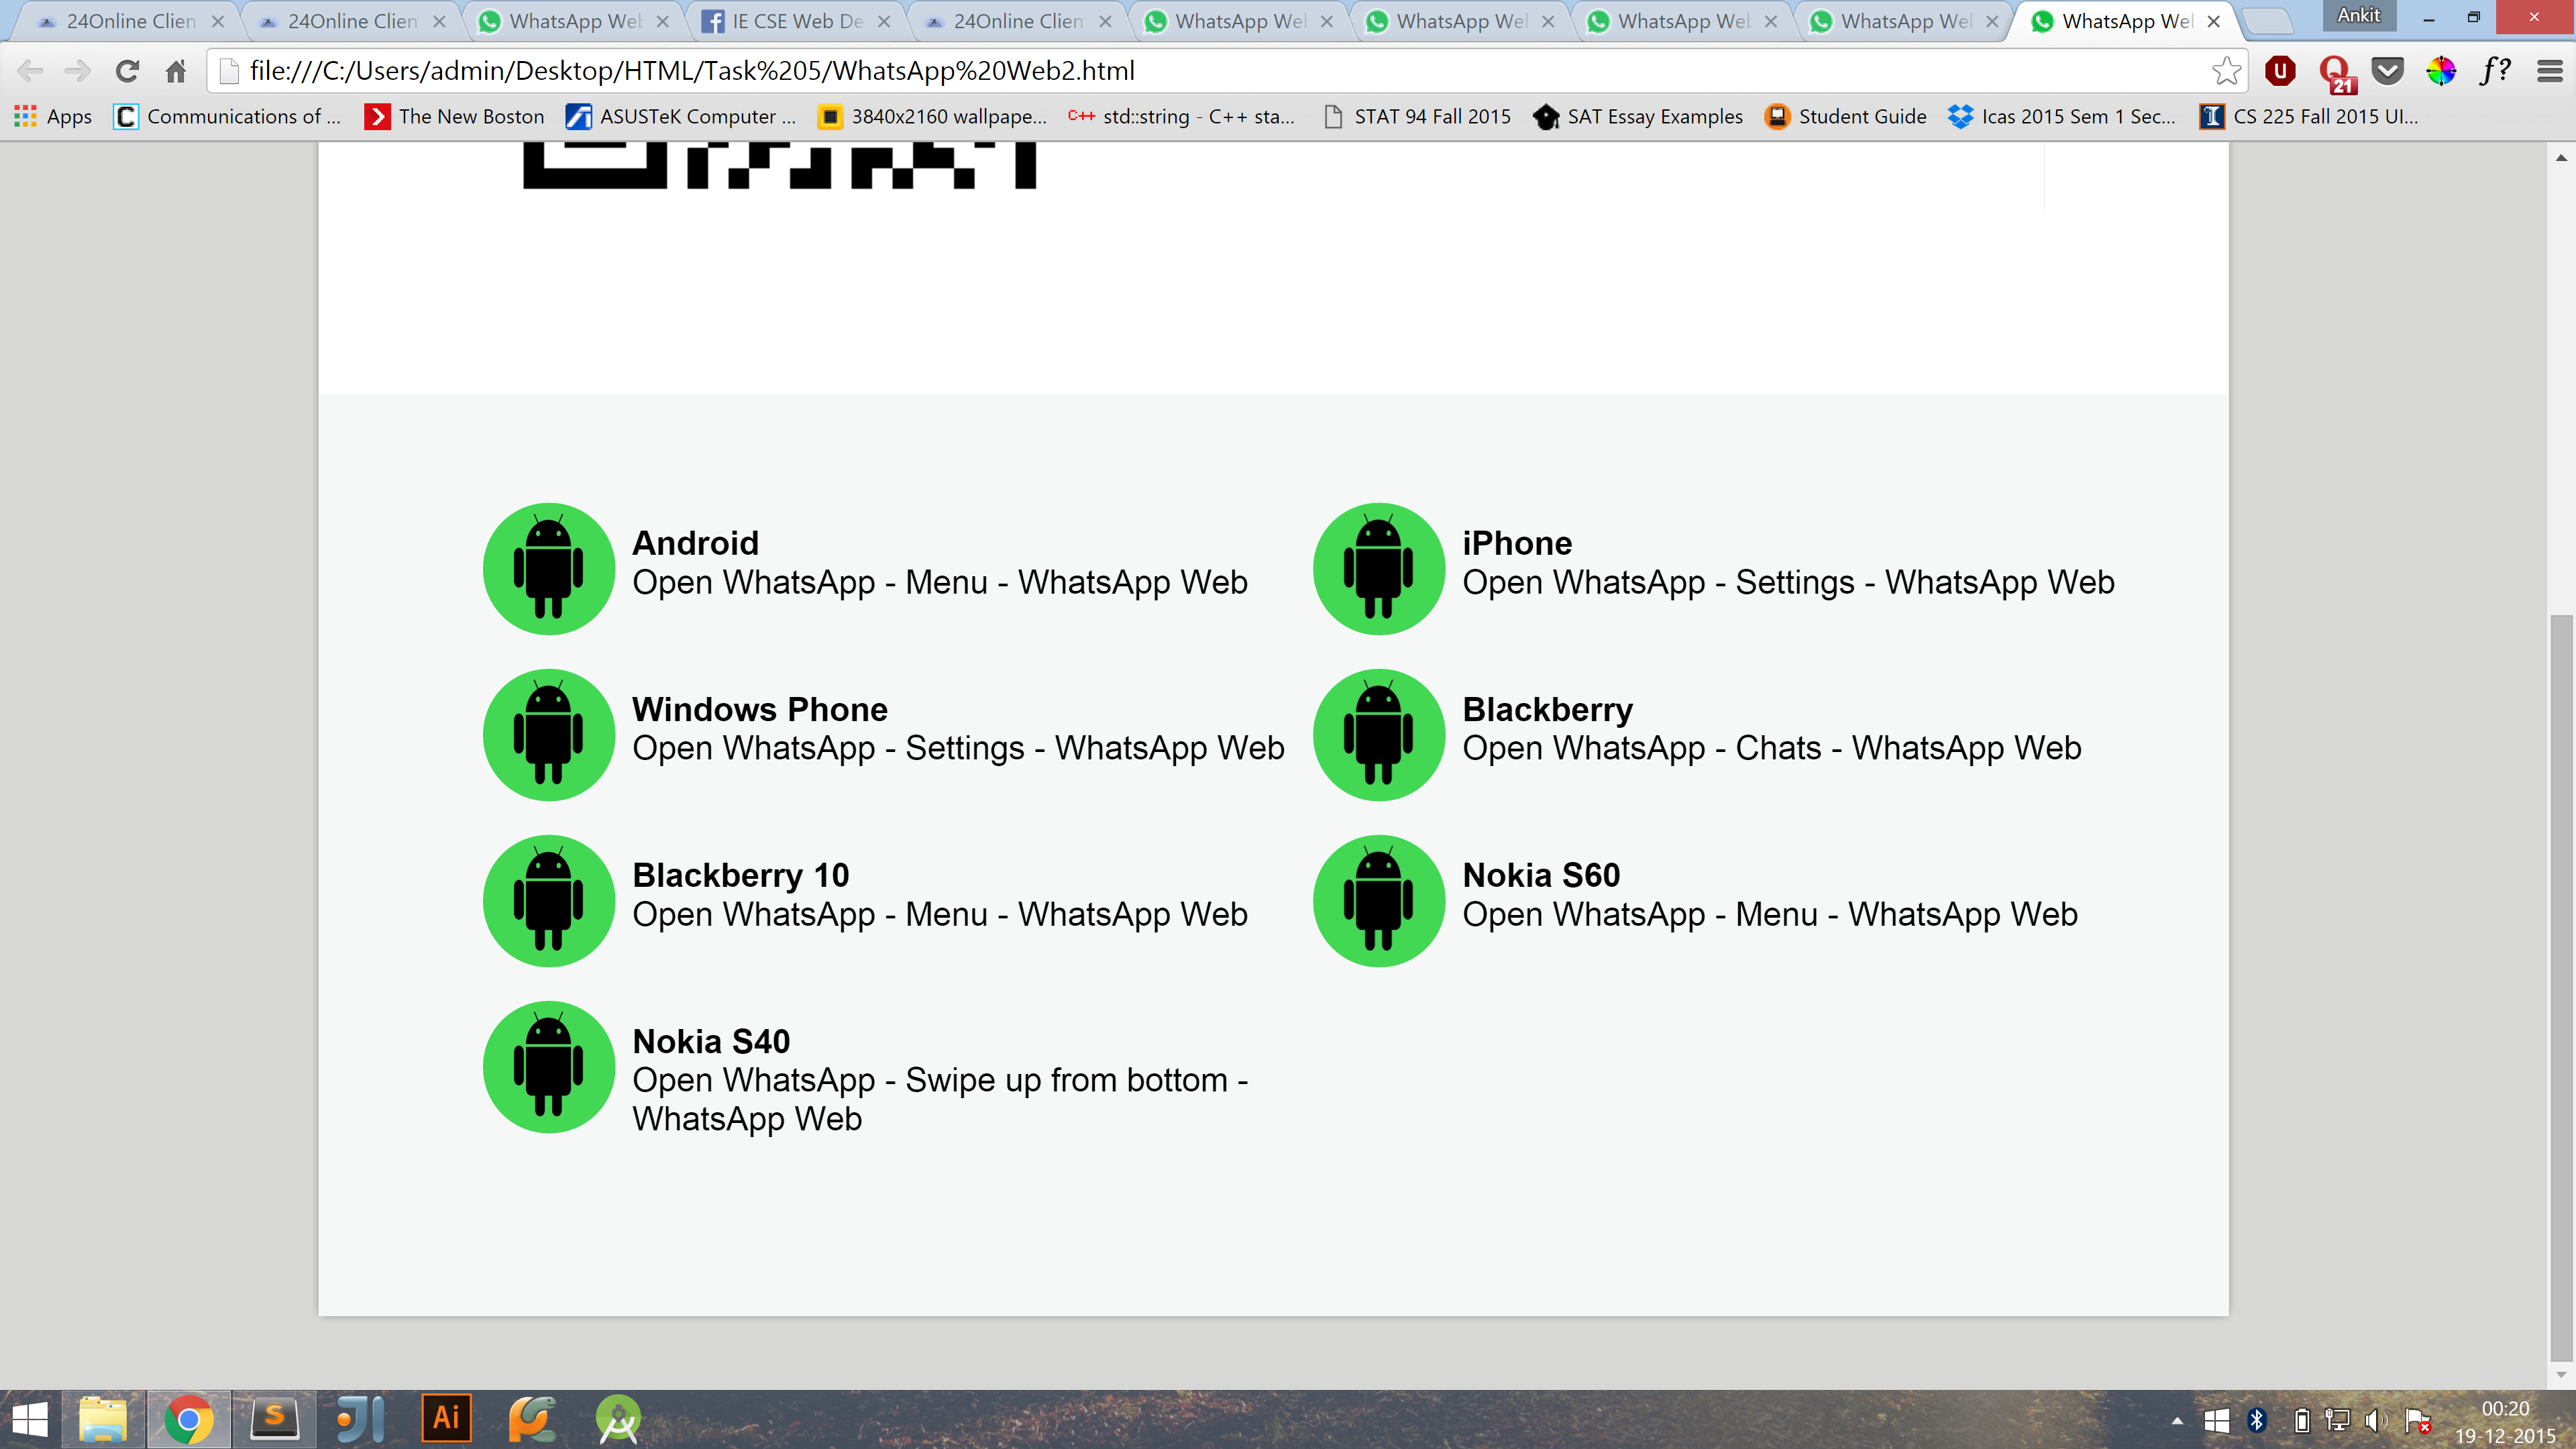 24Online Clien
24Online Clien
WhatsApp Web
IE CSE Web De
24Online Clien
WhatsApp Wel
WhatsApp Wel
WhatsApp Web
WhatsApp Wel
WhatsApp Wel
Ankit
file:///C:/Users/admin/Desktop/HTML/Task%205/WhatsApp%20Web2.html
21
f?
Apps
Communications of ...
The New Boston
ASUSTeK Computer ...
3840x2160 wallpape...
C++ std::string - C++ sta...
STAT 94 Fall 2015
SAT Essay Examples
Student Guide
Icas 2015 Sem 1 Sec...
CS 225 Fall 2015 UI...
Android
Open WhatsApp - Menu - WhatsApp Web
iPhone
Open WhatsApp - Settings - WhatsApp Web
Windows Phone
Open WhatsApp - Settings - WhatsApp Web
Blackberry
Open WhatsApp - Chats - WhatsApp Web
Blackberry 10
Open WhatsApp - Menu - WhatsApp Web
Nokia S60
Open WhatsApp - Menu - WhatsApp Web
Nokia S40
Open WhatsApp - Swipe up from bottom -
WhatsApp Web
Ai
00:20
19-12-2015